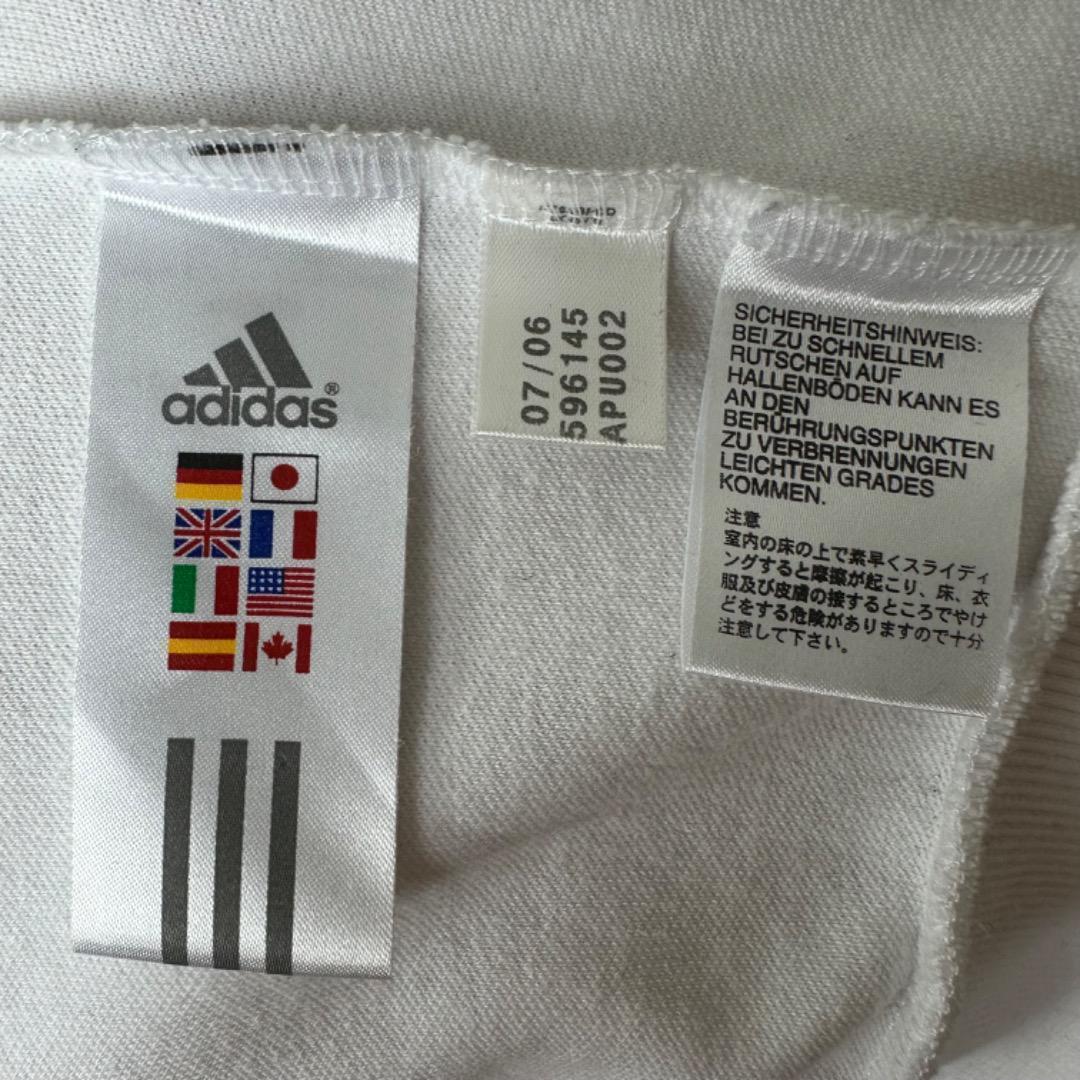 adidas®
07/06
596145
APU002
SICHERHEITSHINWEIS:
BEI ZU SCHNELLEM
RUTSCHEN AUF
HALLENBÖDEN KANN ES
AN DEN
BERÜHRUNGSPUNKTEN
ZU VERBRENNUNGEN
LEICHTEN GRADES
KOMMEN.
注意
室内の床の上で素早くスライディ
ングすると摩擦が起こり、床、衣
服及び皮膚の接するところでやけ
どをする危険がありますので十分
注意して下さい。